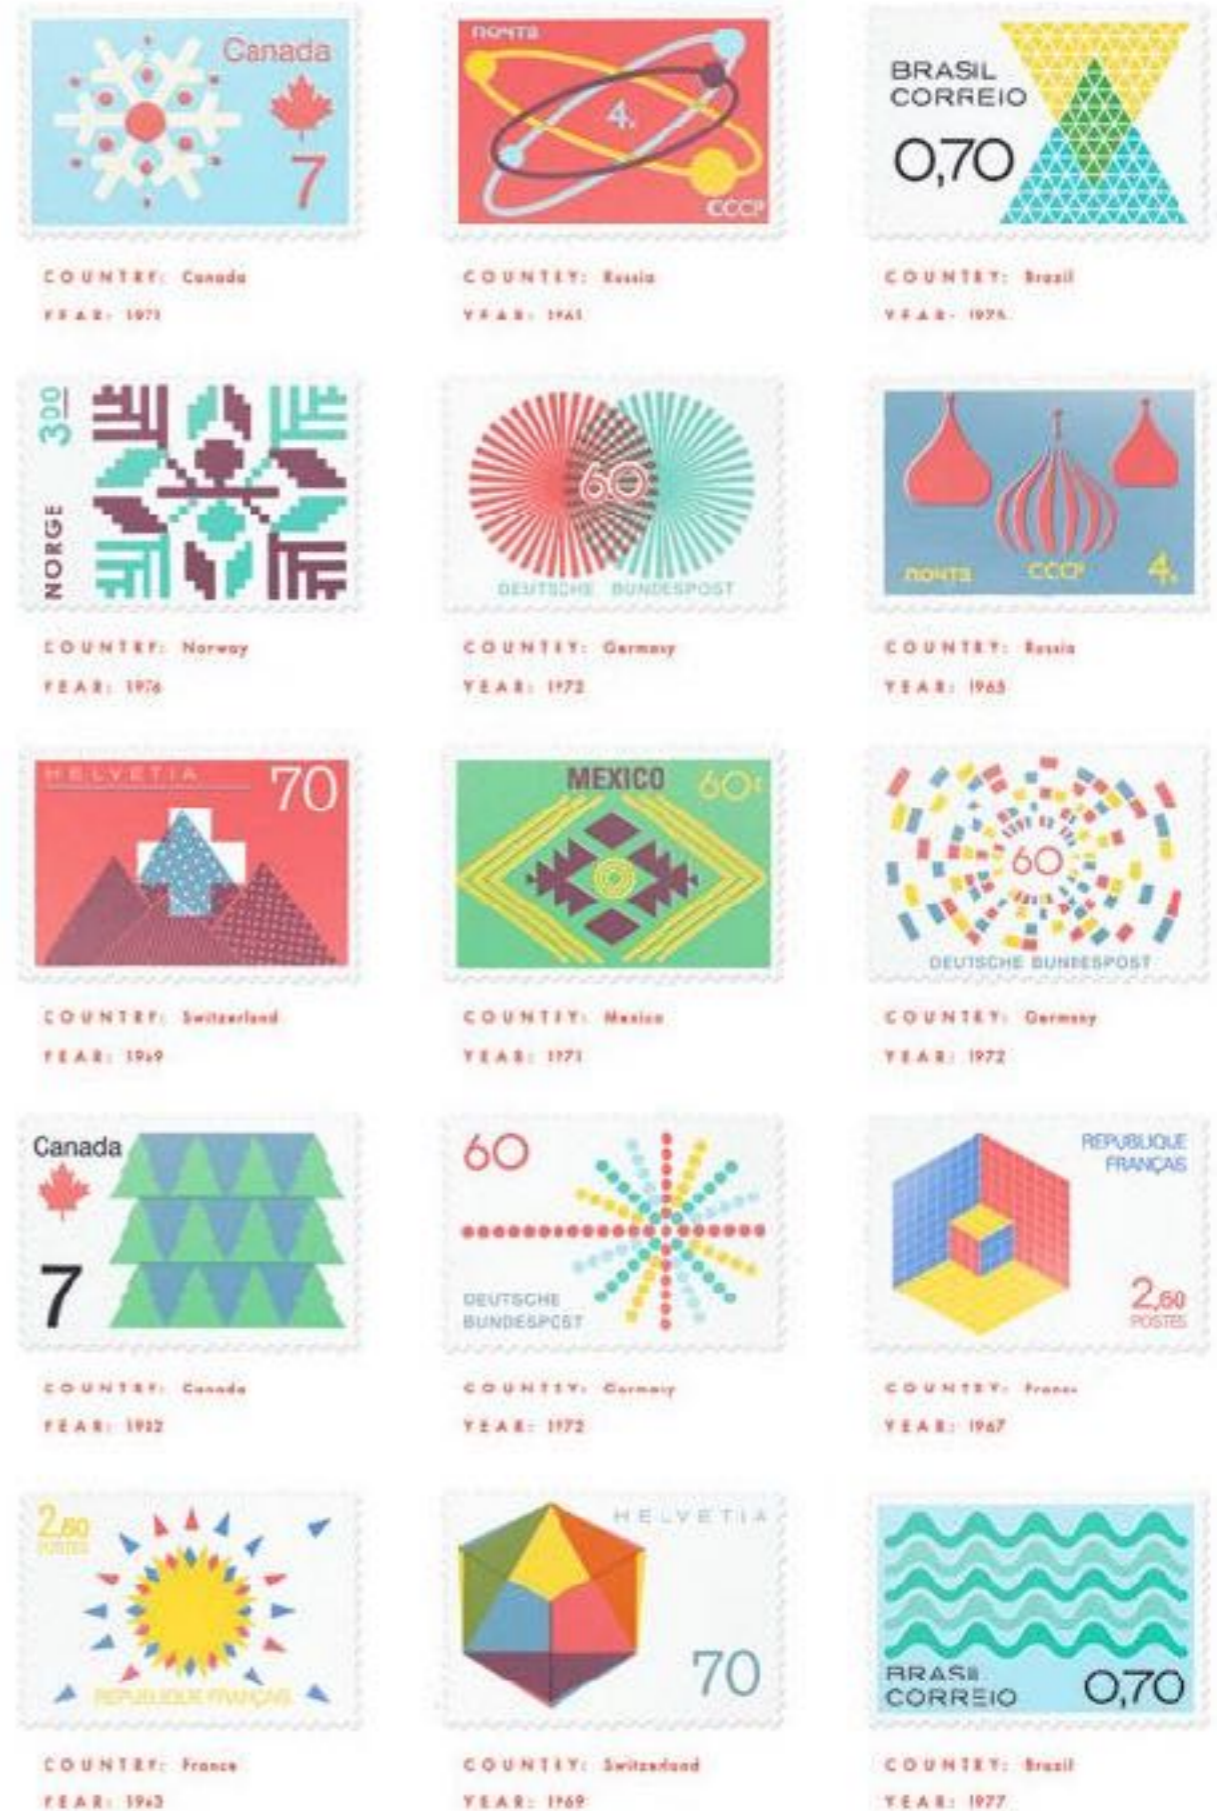 Canada
7
COUNTRY: Canada
YEAR: 1971
ПОЧТА
4.
СССР
COUNTRY: Russia
YEAR: 1965
BRASIL
CORREIO
0,70
COUNTRY: Brazil
YEAR:
3 00
NORGE
COUNTRY: Norway
YEAR: 1976
60
DEUTSCHE BUNDESPOST
COUNTRY: Germany
YEAR: 1972
ПОЧТА СССР 4.
COUNTRY: Russia
YEAR: 1965
HELVETIA 70
COUNTRY: Switzerland
YEAR: 1969
MEXICO 60¢
COUNTRY: Mexico
YEAR: 1971
60
DEUTSCHE BUNDESPOST
COUNTRY: Germany
YEAR: 1972
Canada
7
COUNTRY: Canada
YEAR:
60
DEUTSCHE
BUNDESPOST
COUNTRY: Germany
YEAR: 1972
REPUBLIQUE
FRANÇAIS
2,60
POSTES
COUNTRY: France
YEAR: 1967
2,60
POSTES
REPUBLIQUE FRANÇAIS
COUNTRY: France
YEAR: 1963
HELVETIA
70
COUNTRY: Switzerland
YEAR: 1969
BRASIL
CORREIO 0,70
COUNTRY: Brazil
YEAR: 1977